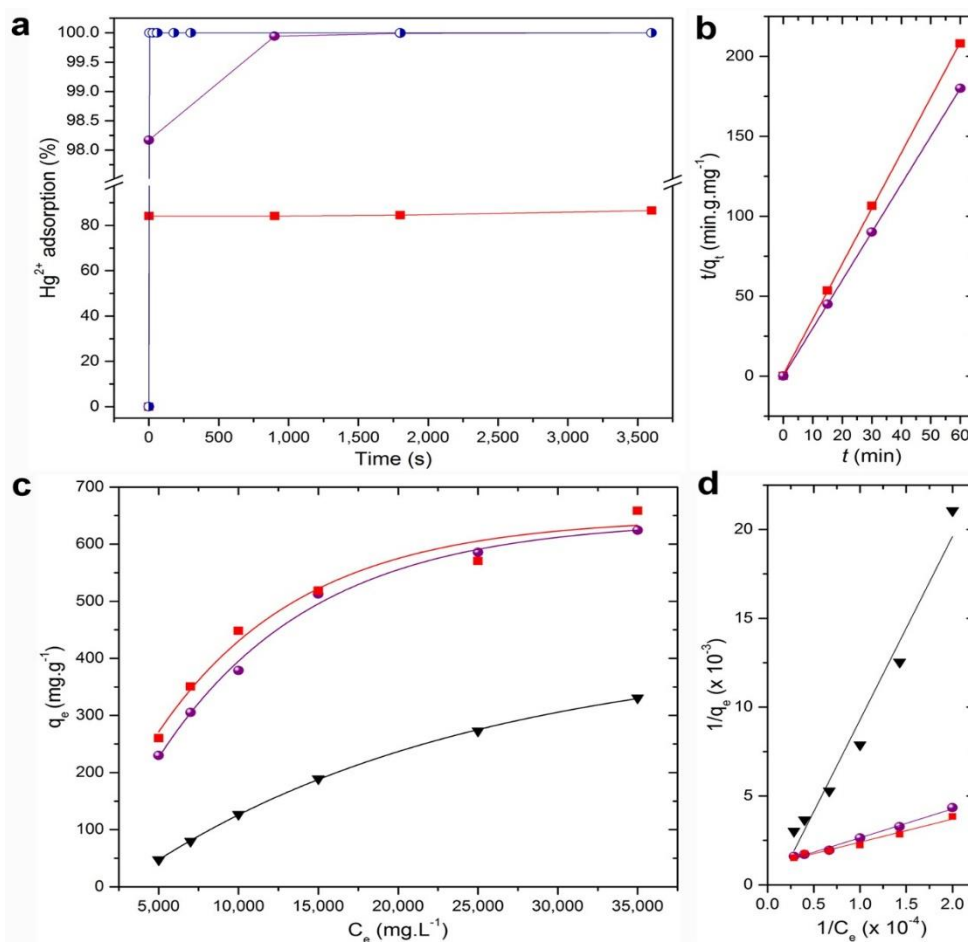 a
Hg2+ adsorption (%)
100.0
99.5
99.0
98.5
98.0
80
60
40
20
0
0 500 1,000 1,500 2,000 2,500 3,000 3,500
Time (s)
b
t/qt (min.g.mg-1)
200
150
100
50
0
0 10 20 30 40 50 60
t (min)
c
qe (mg.g-1)
700
600
500
400
300
200
100
0
5,000 10,000 15,000 20,000 25,000 30,000 35,000
Ce (mg.L-1)
d
1/qe (x 10-3)
20
15
10
5
0
0.0 0.5 1.0 1.5 2.0
1/Ce (x 10-4)